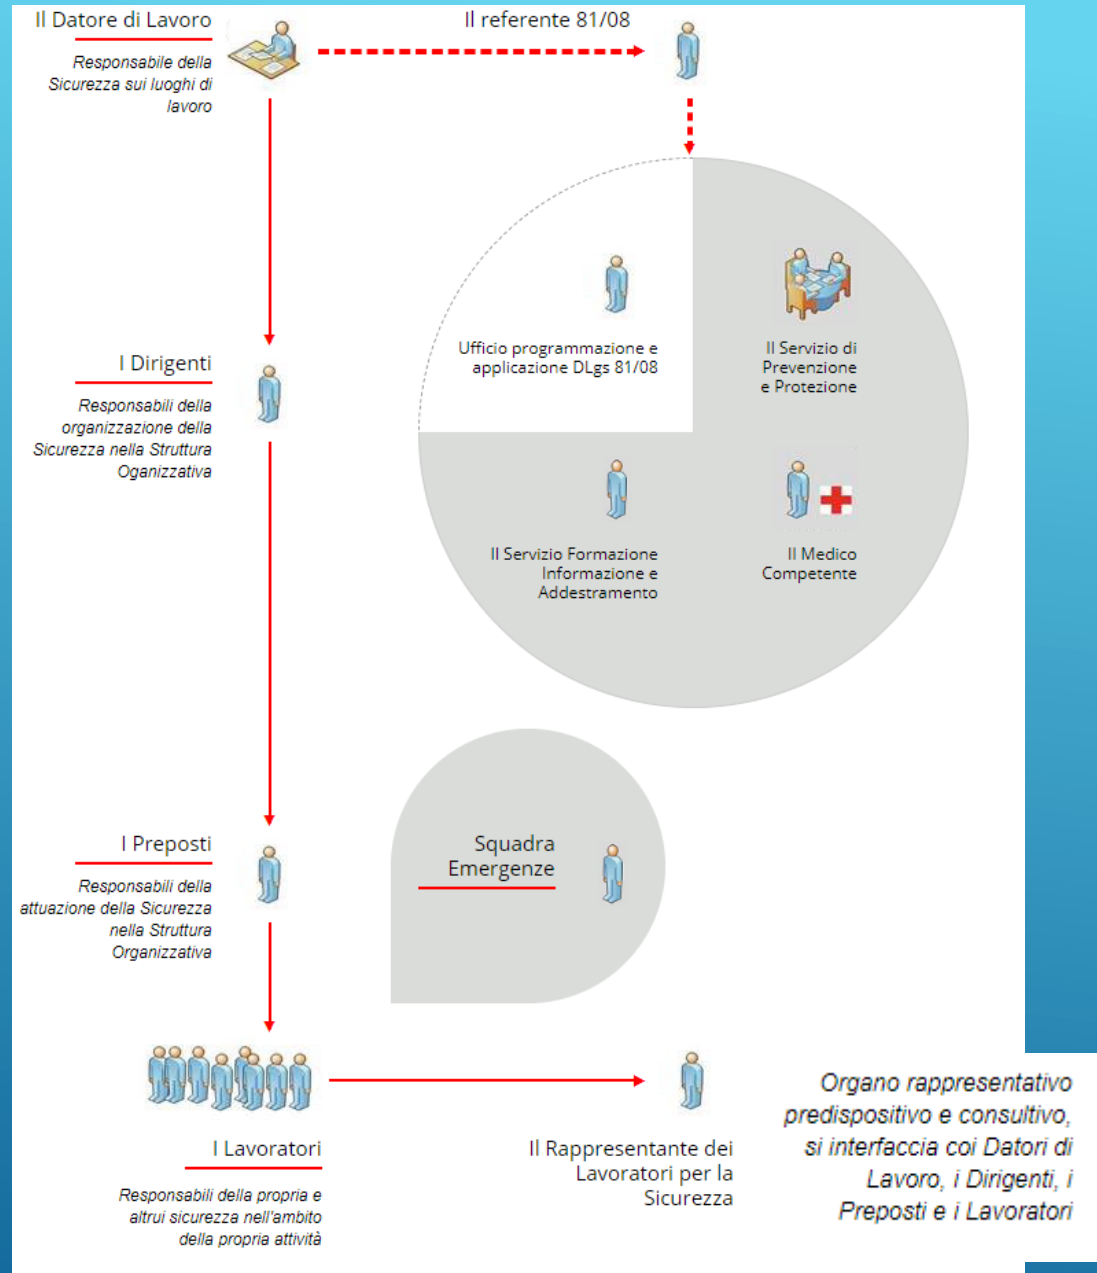 Il Datore di Lavoro
Responsabile della
Sicurezza sui luoghi di
lavoro
Il referente 81/08
Ufficio programmazione e
applicazione DLgs 81/08
Il Servizio di
Prevenzione
e Protezione
I Dirigenti
Responsabili della
organizzazione della
Sicurezza nella Struttura
Oganizzativa
Il Servizio Formazione
Informazione e
Addestramento
Il Medico
Competente
I Preposti
Responsabili della
attuazione della Sicurezza
nella Struttura
Organizzativa
Squadra
Emergenze
I Lavoratori
Responsabili della propria e
altrui sicurezza nell'ambito
della propria attività
Il Rappresentante dei
Lavoratori per la
Sicurezza
Organo rappresentativo
predispositivo e consultivo,
si interfaccia coi Datori di
Lavoro, i Dirigenti, i
Preposti e i Lavoratori